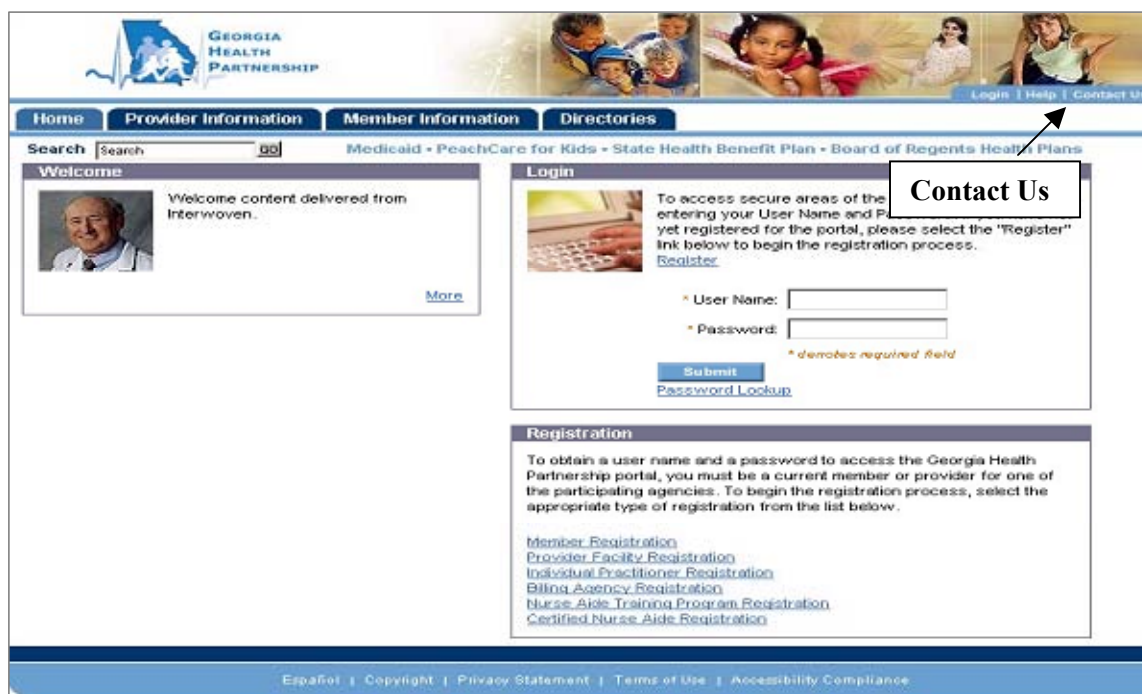 GEORGIA
HEALTH
PARTNERSHIP
Login | Help | Contact Us
Home Provider Information Member Information Directories
Search Search GO Medicaid • PeachCare for Kids • State Health Benefit Plan • Board of Regents Health Plans
Welcome
Welcome content delivered from
Interwoven.
More
Login
Contact Us
To access secure areas of the
entering your User Name and
yet registered for the portal, please select the "Register"
link below to begin the registration process.
Register
* User Name:
* Password:
* denotes required field
Submit
Password Lookup
Registration
To obtain a user name and a password to access the Georgia Health
Partnership portal, you must be a current member or provider for one of
the participating agencies. To begin the registration process, select the
appropriate type of registration from the list below.
Member Registration
Provider Facility Registration
Individual Practitioner Registration
Billing Agency Registration
Nurse Aide Training Program Registration
Certified Nurse Aide Registration
Español | Copyright | Privacy Statement | Terms of Use | Accessibility Compliance